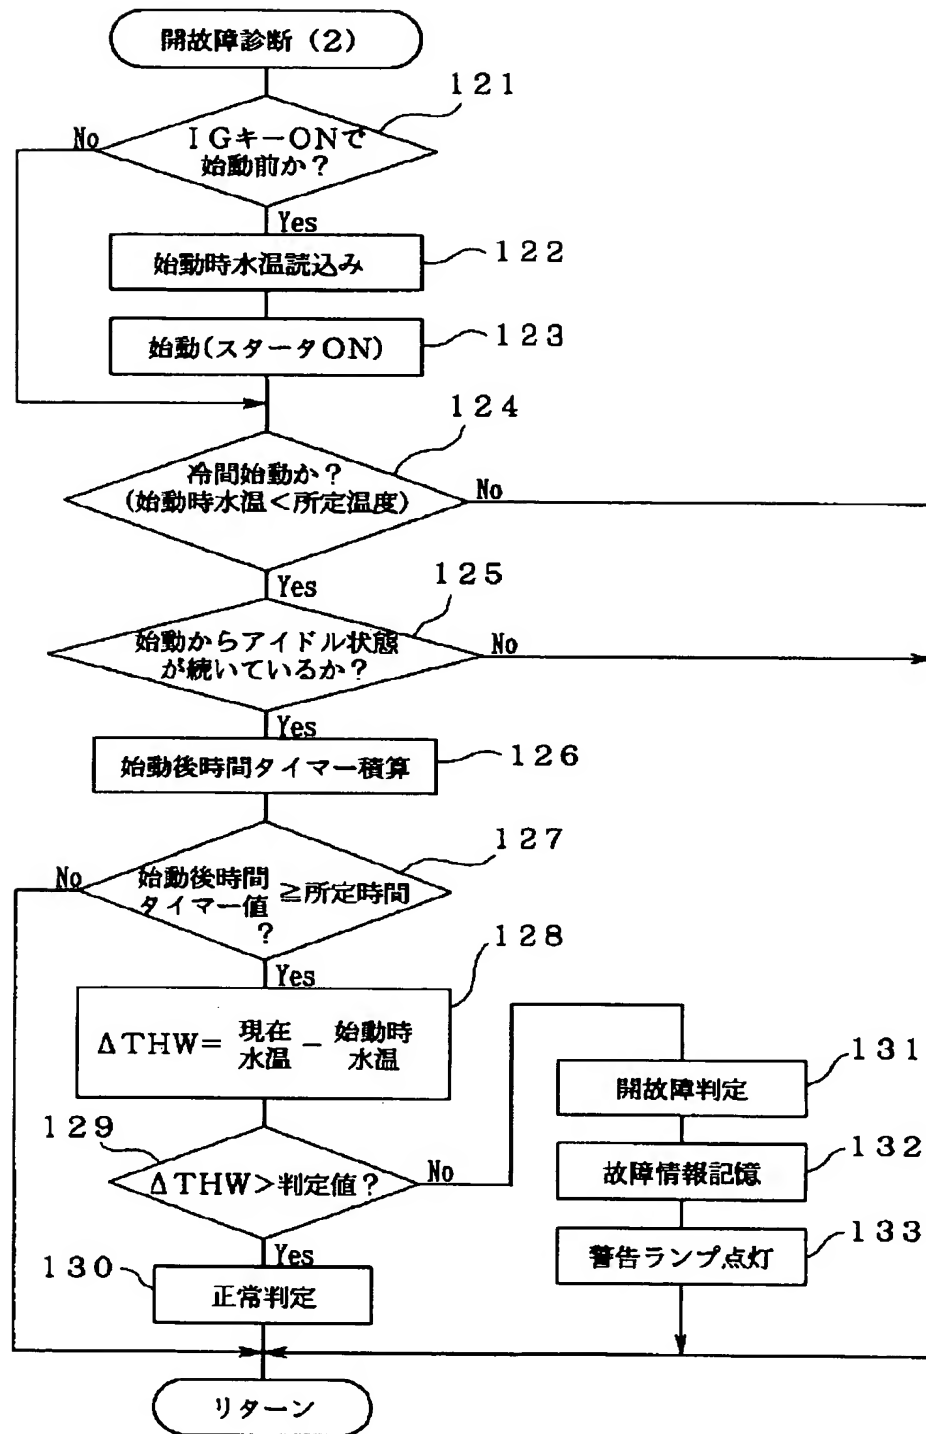 開故障診断（2）
121
IGキーONで
始動前か？
No
Yes
始動時水温読込み
122
始動(スタータON)
123
124
冷間始動か？
(始動時水温＜所定温度)
No
Yes
125
始動からアイドル状態
が続いているか？
No
Yes
始動後時間タイマー積算
126
127
No
始動後時間
タイマー値
≧所定時間
？
Yes
128
ΔTHW＝
現在
水温
−
始動時
水温
129
ΔTHW＞判定値？
No
Yes
130
正常判定
開故障判定
131
故障情報記憶
132
警告ランプ点灯
133
リターン